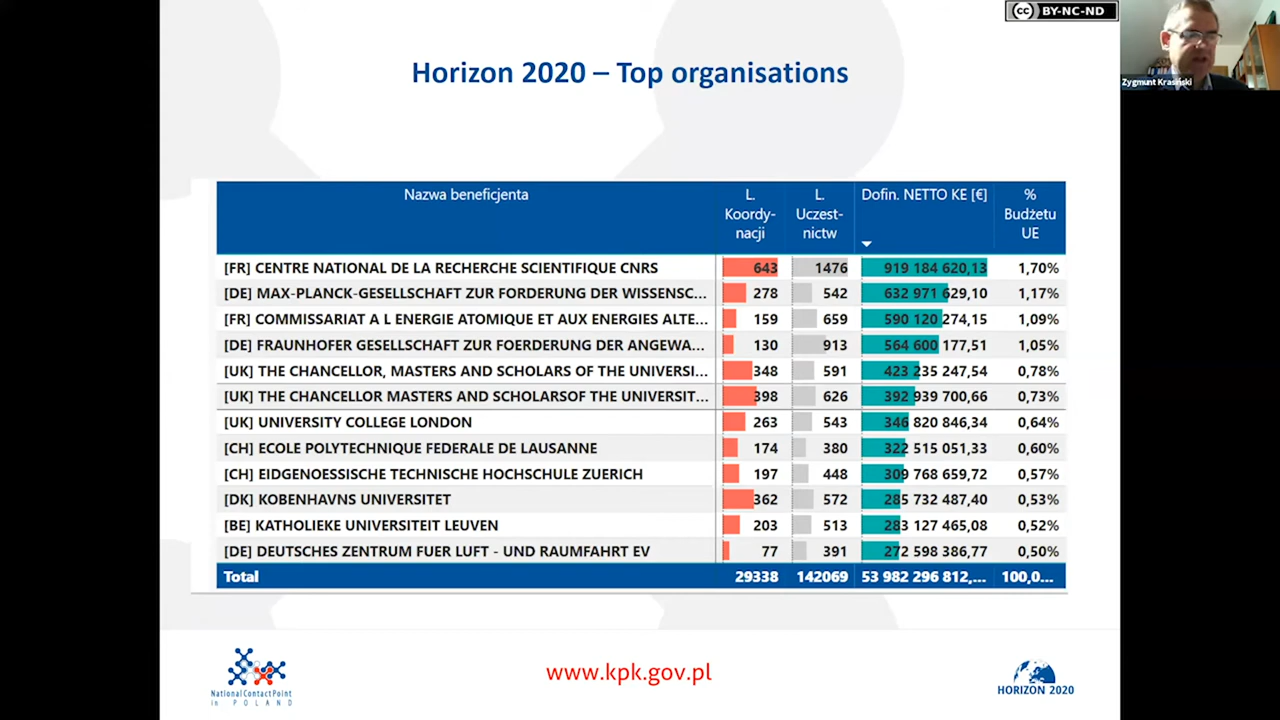 BY-NC-ND
Zygmunt Krasiński
Horizon 2020 – Top organisations
Nazwa beneficjenta L. Koordy- nacji L. Uczest- nictw Dofin. NETTO KE [€] % Budżetu UE
[FR] CENTRE NATIONAL DE LA RECHERCHE SCIENTIFIQUE CNRS 643 1476 919 184 620,13 1,70%
[DE] MAX-PLANCK-GESELLSCHAFT ZUR FORDERUNG DER WISSENSC... 278 542 632 971 629,10 1,17%
[FR] COMMISSARIAT A L ENERGIE ATOMIQUE ET AUX ENERGIES ALTE... 159 659 590 120 274,15 1,09%
[DE] FRAUNHOFER GESELLSCHAFT ZUR FOERDERUNG DER ANGEWA... 130 913 564 600 177,51 1,05%
[UK] THE CHANCELLOR, MASTERS AND SCHOLARS OF THE UNIVERSI... 348 591 423 235 247,54 0,78%
[UK] THE CHANCELLOR MASTERS AND SCHOLARSOF THE UNIVERSIT... 398 626 392 939 700,66 0,73%
[UK] UNIVERSITY COLLEGE LONDON 263 543 346 820 846,34 0,64%
[CH] ECOLE POLYTECHNIQUE FEDERALE DE LAUSANNE 174 380 322 515 051,33 0,60%
[CH] EIDGENOESSISCHE TECHNISCHE HOCHSCHULE ZUERICH 197 448 309 768 659,72 0,57%
[DK] KOBENHAVNS UNIVERSITET 362 572 285 732 487,40 0,53%
[BE] KATHOLIEKE UNIVERSITEIT LEUVEN 203 513 283 127 465,08 0,52%
[DE] DEUTSCHES ZENTRUM FUER LUFT - UND RAUMFAHRT EV 77 391 272 598 386,77 0,50%
Total 29338 142069 53 982 296 812,... 100,0...
National Contact Point
in POLAND
www.kpk.gov.pl
HORIZON 2020